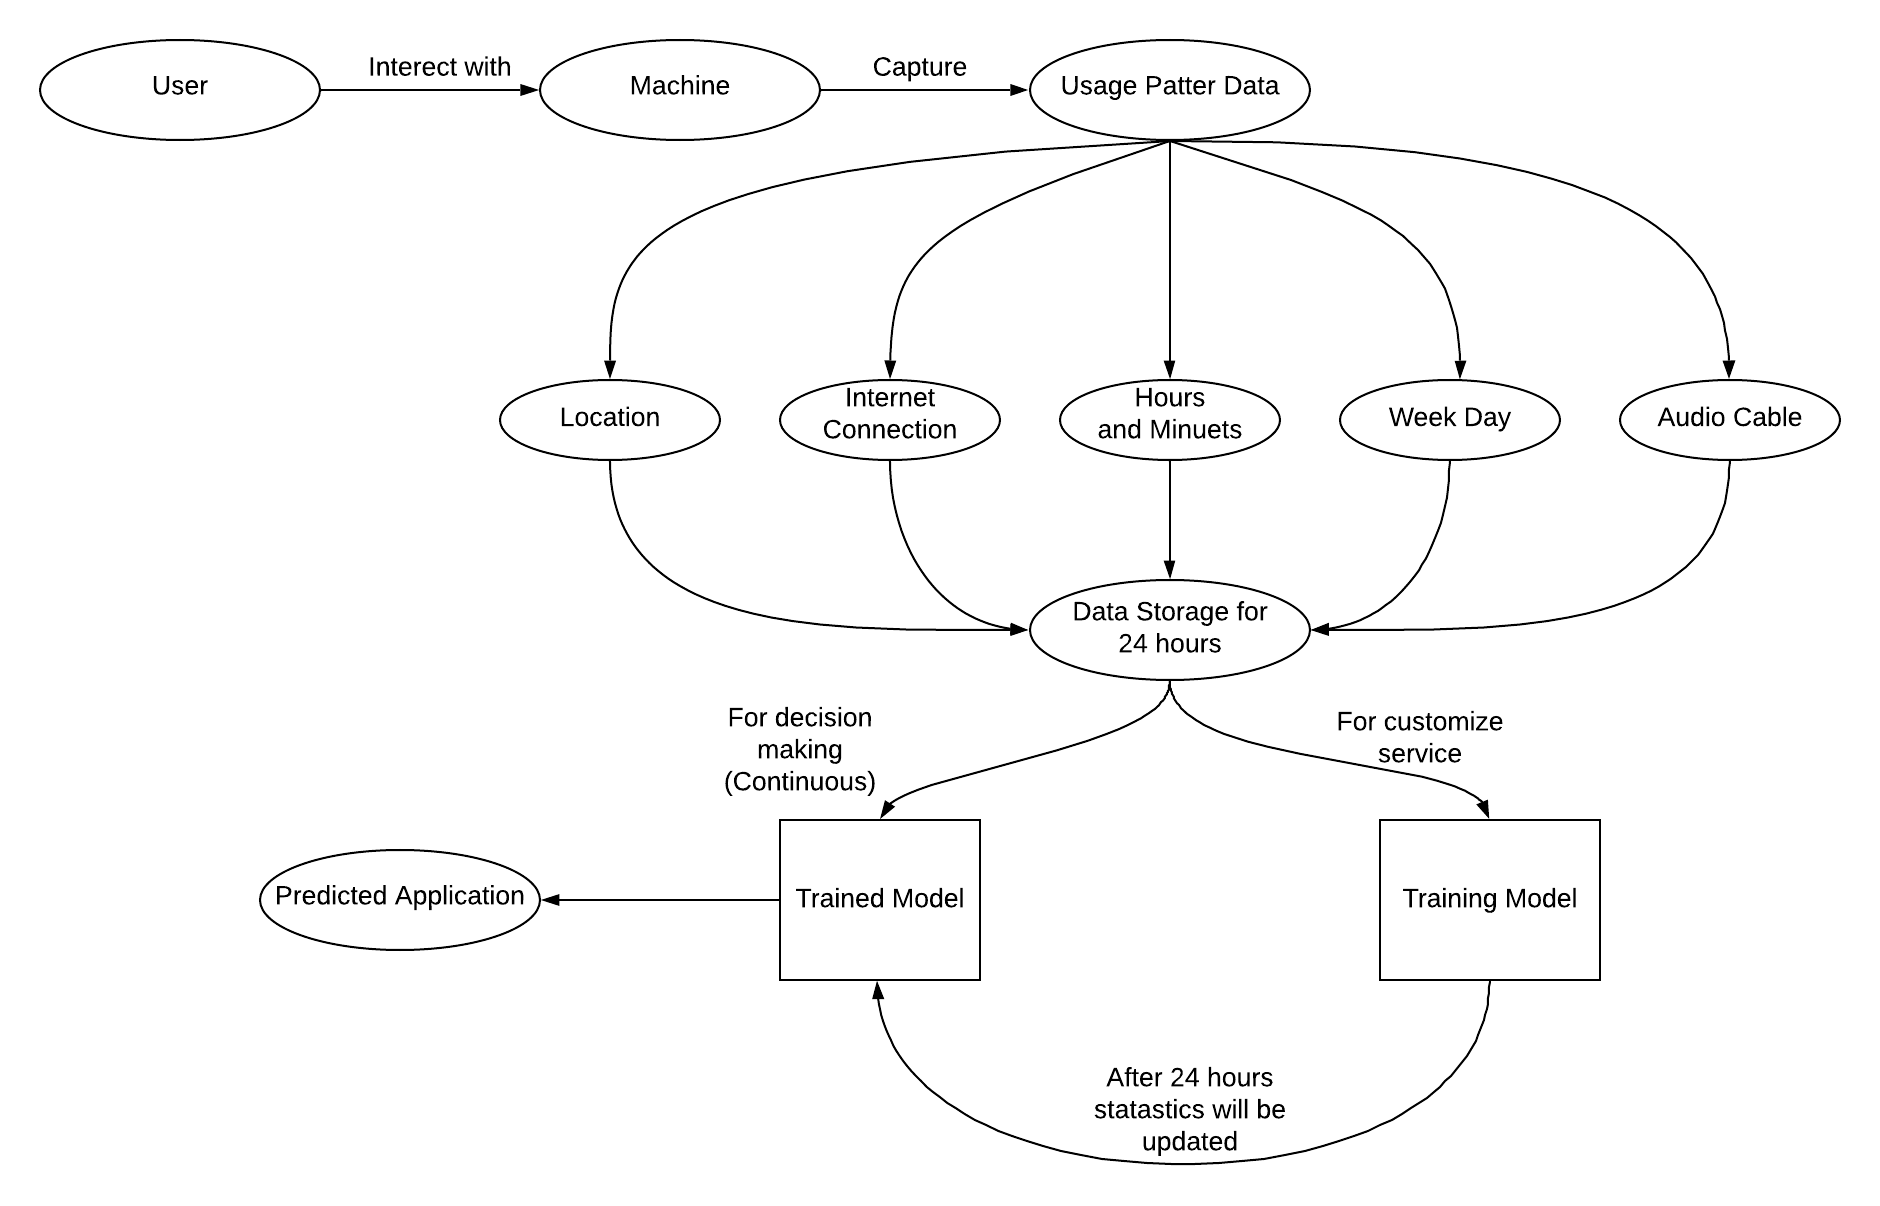 User
Interect with
Machine
Capture
Usage Patter Data
Location
Internet
Connection
Hours
and Minuets
Week Day
Audio Cable
Data Storage for
24 hours
For decision
making
(Continuous)
For customize
service
Predicted Application
Trained Model
Training Model
After 24 hours
statastics will be
updated